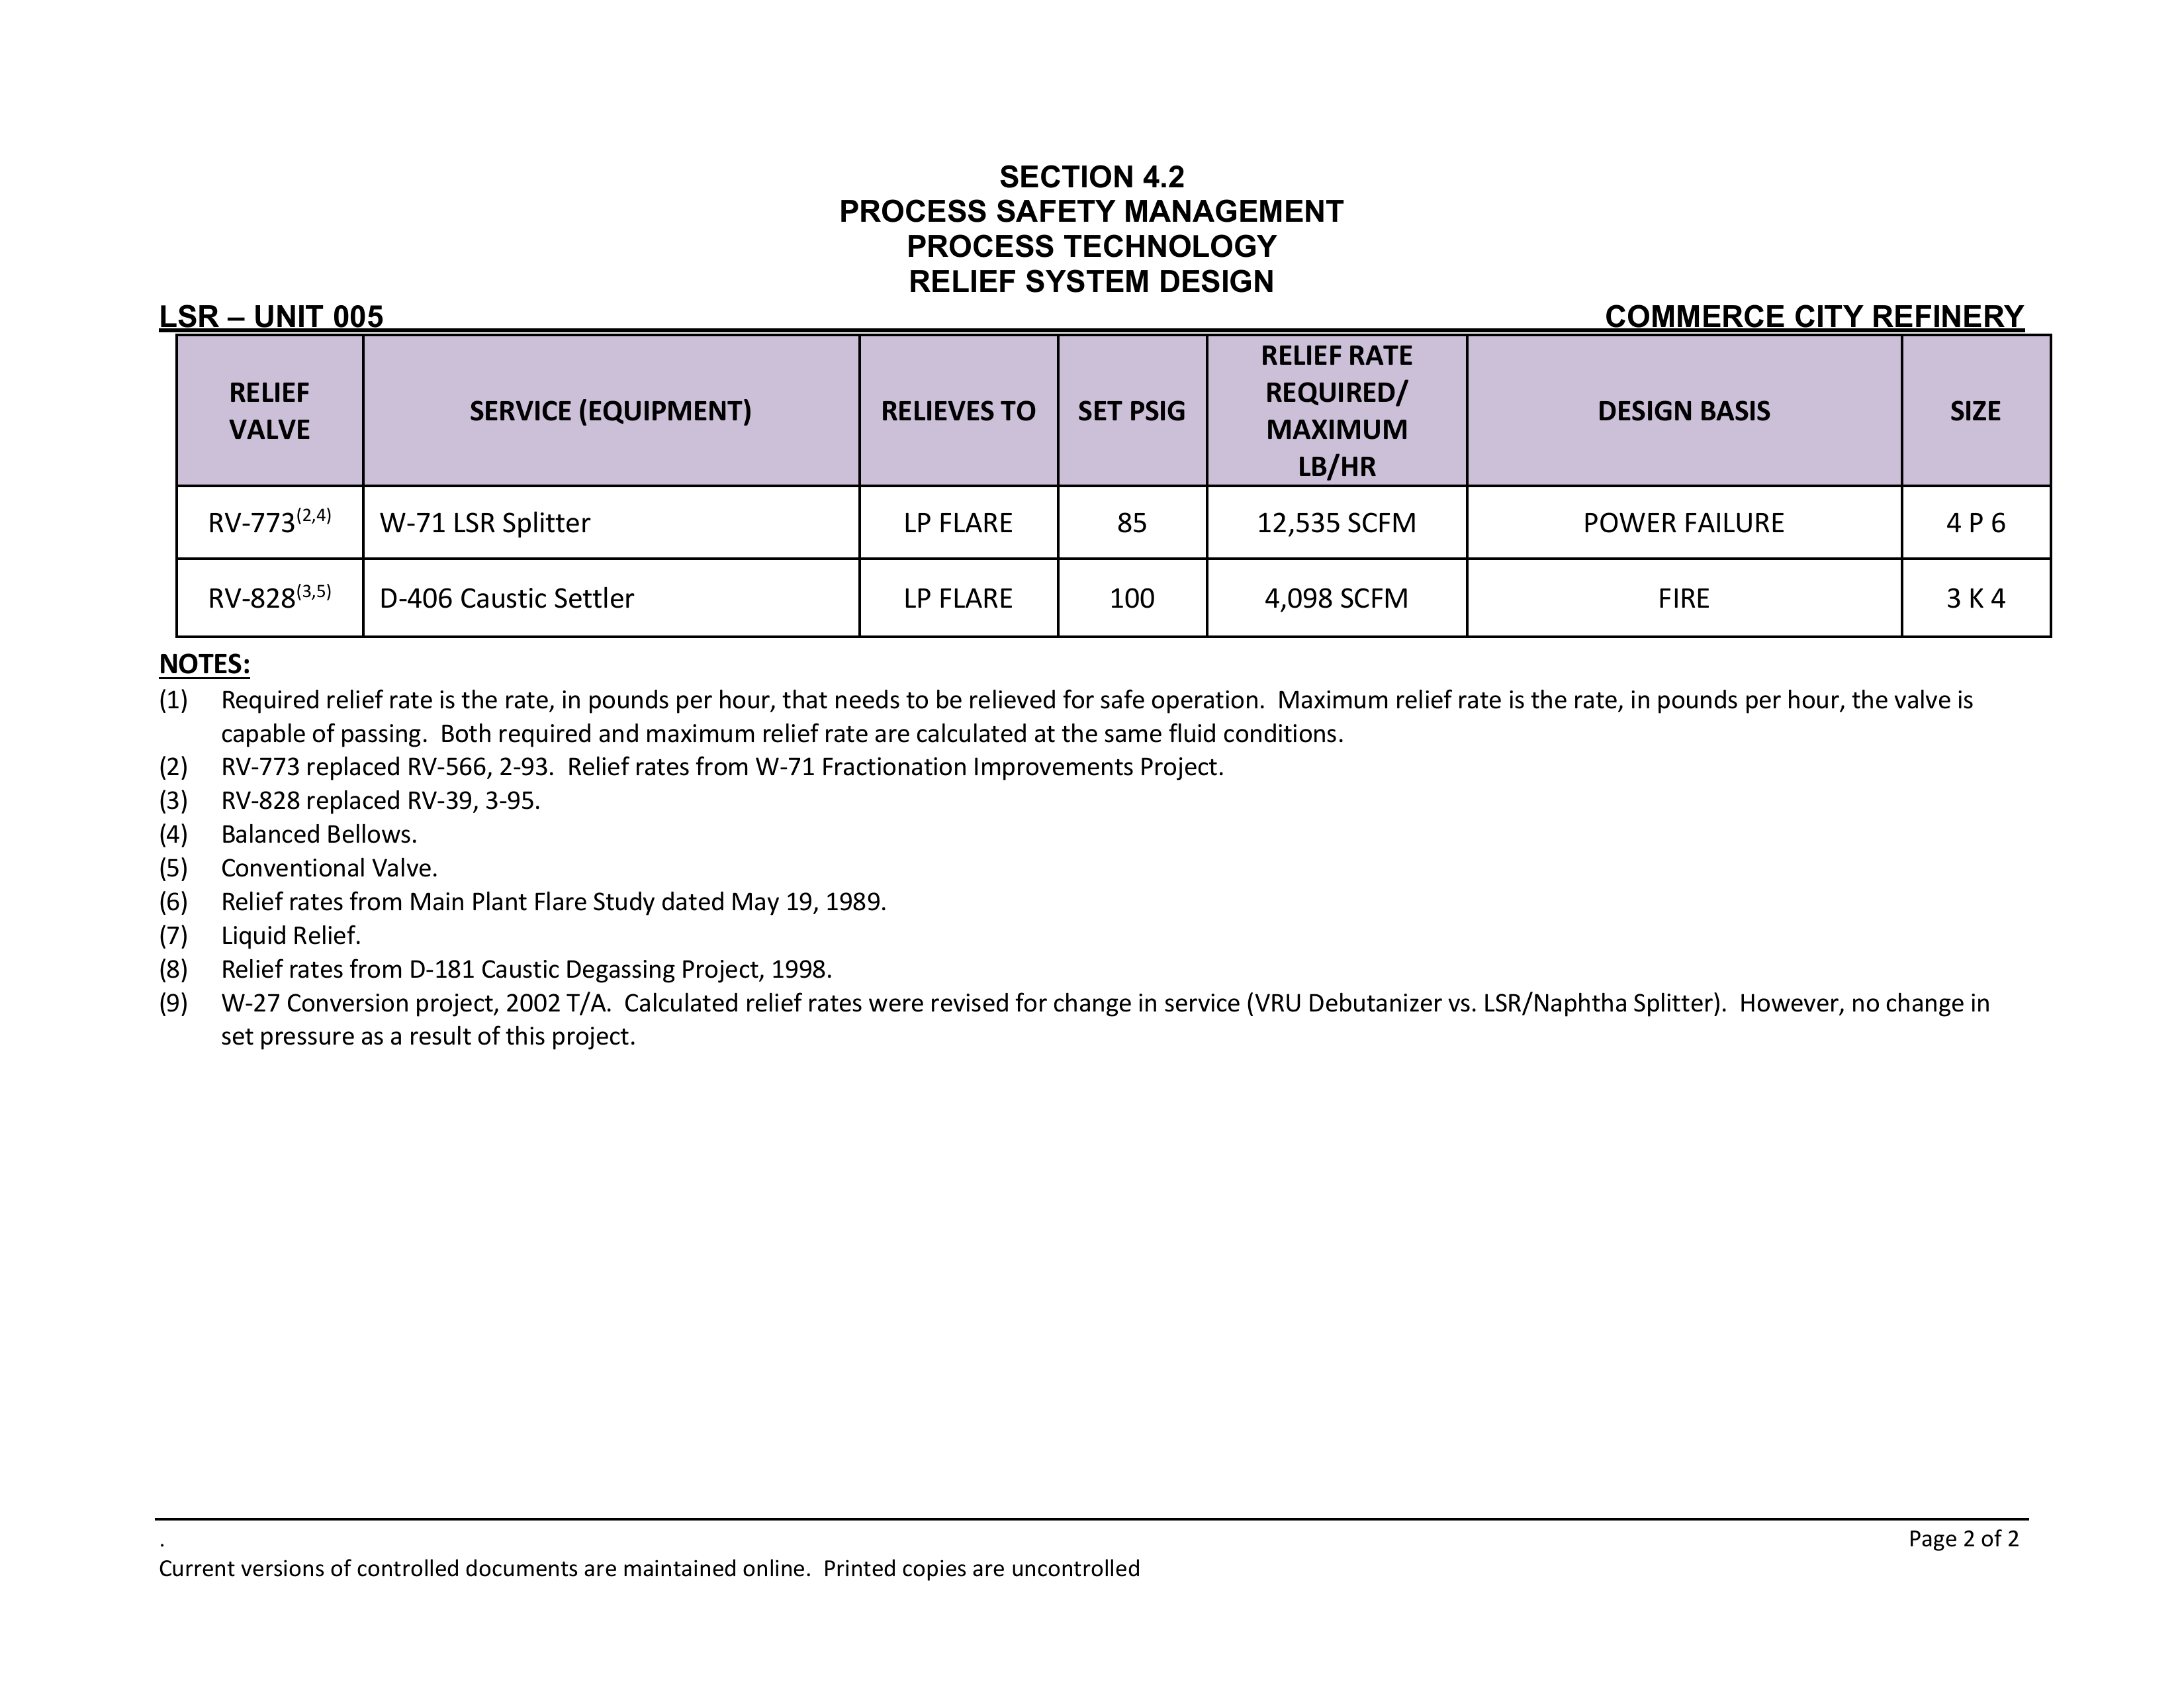 SECTION 4.2
PROCESS SAFETY MANAGEMENT
PROCESS TECHNOLOGY
RELIEF SYSTEM DESIGN
LSR – UNIT 005 COMMERCE CITY REFINERY
RELIEF VALVE SERVICE (EQUIPMENT) RELIEVES TO SET PSIG RELIEF RATE REQUIRED/ MAXIMUM LB/HR DESIGN BASIS SIZE
RV-773(2,4) W-71 LSR Splitter LP FLARE 85 12,535 SCFM POWER FAILURE 4 P 6
RV-828(3,5) D-406 Caustic Settler LP FLARE 100 4,098 SCFM FIRE 3 K 4
NOTES:
(1) Required relief rate is the rate, in pounds per hour, that needs to be relieved for safe operation. Maximum relief rate is the rate, in pounds per hour, the valve is
capable of passing. Both required and maximum relief rate are calculated at the same fluid conditions.
(2) RV-773 replaced RV-566, 2-93. Relief rates from W-71 Fractionation Improvements Project.
(3) RV-828 replaced RV-39, 3-95.
(4) Balanced Bellows.
(5) Conventional Valve.
(6) Relief rates from Main Plant Flare Study dated May 19, 1989.
(7) Liquid Relief.
(8) Relief rates from D-181 Caustic Degassing Project, 1998.
(9) W-27 Conversion project, 2002 T/A. Calculated relief rates were revised for change in service (VRU Debutanizer vs. LSR/Naphtha Splitter). However, no change in
set pressure as a result of this project.
. Page 2 of 2
Current versions of controlled documents are maintained online. Printed copies are uncontrolled